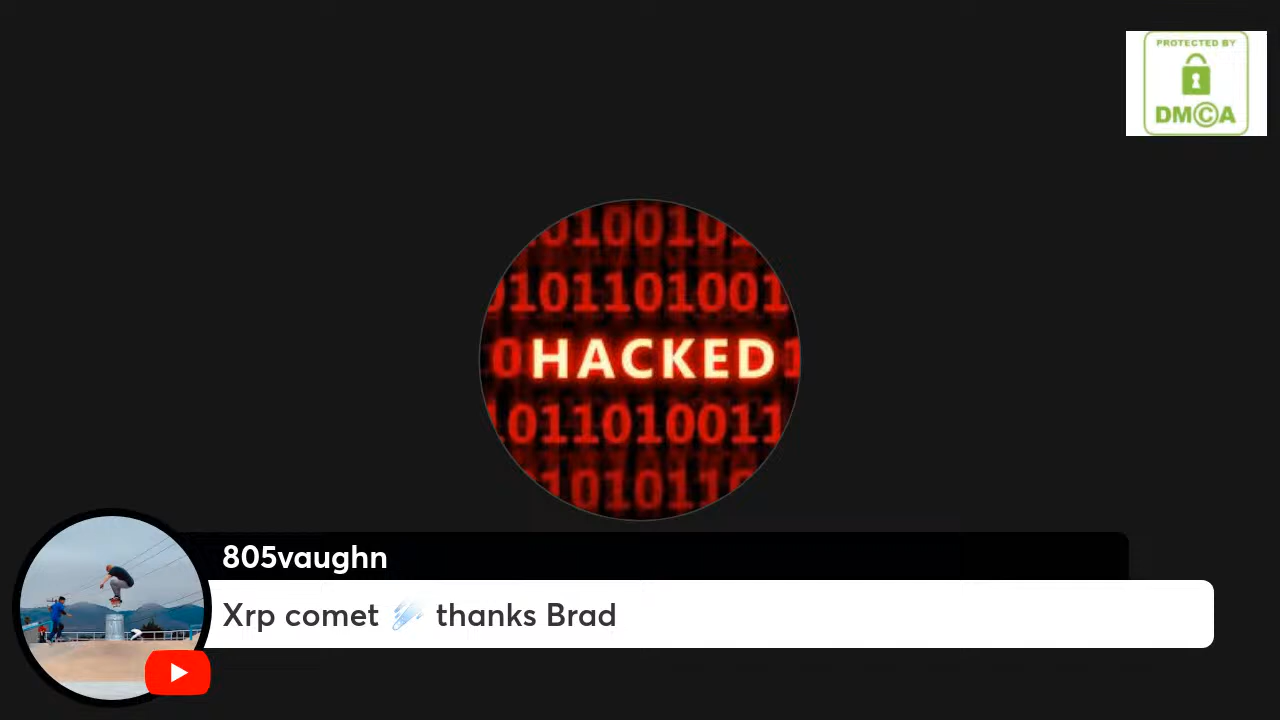 PROTECTED BY
DMCA
0100101
0101101001
0HACKED1
1011010011
1010110
805vaughn
Xrp comet ☄️ thanks Brad